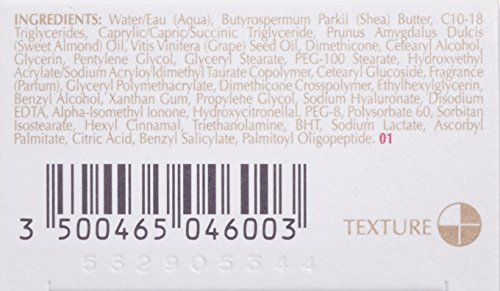 INGREDIENTS: Water/Eau (Aqua), Butyrospermum Parkii (Shea) Butter, C10-18
Triglycerides, Caprylic/Capric/Succinic Triglyceride, Prunus Amygdalus Dulcis
(Sweet Almond) Oil, Vitis Vinitera (Grape) Seed Oil, Dimethicone, Cetearyl Alcohol,
Glycerin, Pentylene Glycol, Glyceryl Stearate, PEG-100 Stearate, Hydroxyethyl
Acrylate/Sodium Acryloyldimethyl Taurate Copolymer, Cetearyl Glucoside, Fragrance
(Parfum), Glyceryl Polymethacrylate, Dimethicone Crosspolymer, Ethylhexylglycerin,
Benzyl Alcohol, Xanthan Gum, Propylene Glycol, Sodium Hyaluronate, Disodium
EDTA, Alpha-Isomethyl Ionone, Hydroxycitronellal, PEG-8, Polysorbate 60, Sorbitan
Isostearate, Hexyl Cinnamal, Triethanolamine, BHT, Sodium Lactate, Ascorbyl
Palmitate, Citric Acid, Benzyl Salicylate, Palmitoyl Oligopeptide. 01
3 500465 046003
TEXTURE
532905344